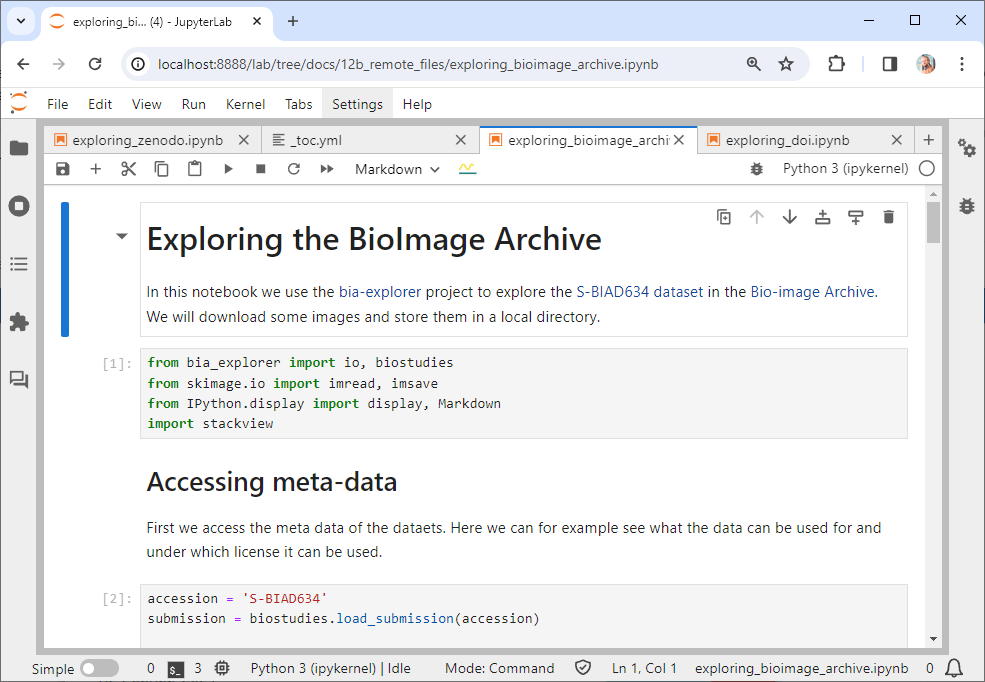 exploring_bi... (4) - JupyterLab
localhost:8888/lab/tree/docs/12b_remote_files/exploring_bioimage_archive.ipynb
File Edit View Run Kernel Tabs Settings Help
exploring_zenodo.ipynb _toc.yml exploring_bioimage_archi exploring_doi.ipynb
Markdown Python 3 (ipykernel)
Exploring the BioImage Archive
In this notebook we use the bia-explorer project to explore the S-BIAD634 dataset in the Bio-image Archive.
We will download some images and store them in a local directory.
[1]: from bia_explorer import io, biostudies
from skimage.io import imread, imsave
from IPython.display import display, Markdown
import stackview
Accessing meta-data
First we access the meta data of the dataets. Here we can for example see what the data can be used for and
under which license it can be used.
[2]: accession = 'S-BIAD634'
submission = biostudies.load_submission(accession)
Simple 0 $_ 3 Python 3 (ipykernel) | Idle Mode: Command Ln 1, Col 1 exploring_bioimage_archive.ipynb 0